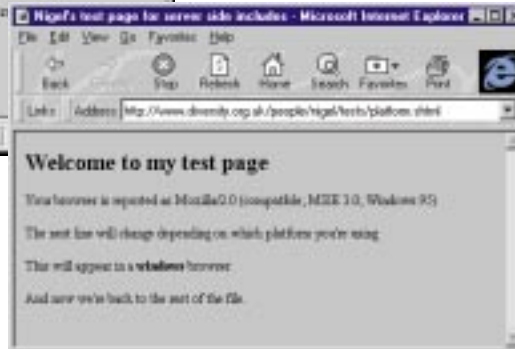 Nigel's test page for server side includes - Microsoft Internet Explorer
File Edit View Go Favorites Help
Back Stop Refresh Home Search Favorites Print
Links Address http://www.diversity.org.uk/people/nigel/tests/platform.shtml
Welcome to my test page
Your browser is reported as Mozilla/2.0 (compatible; MSIE 3.0; Windows 95)
The next line will change depending on which platform you're using
This will appear in a windows browser
And now we're back to the rest of the file.